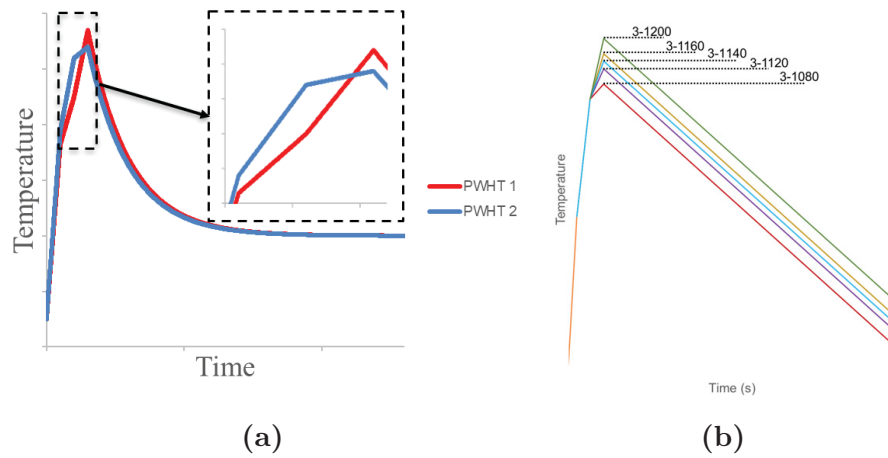 Temperature
Time
PWHT 1
PWHT 2
(a)
3-1200
3-1160
3-1140
3-1120
3-1080
Temperature
Time (s)
(b)